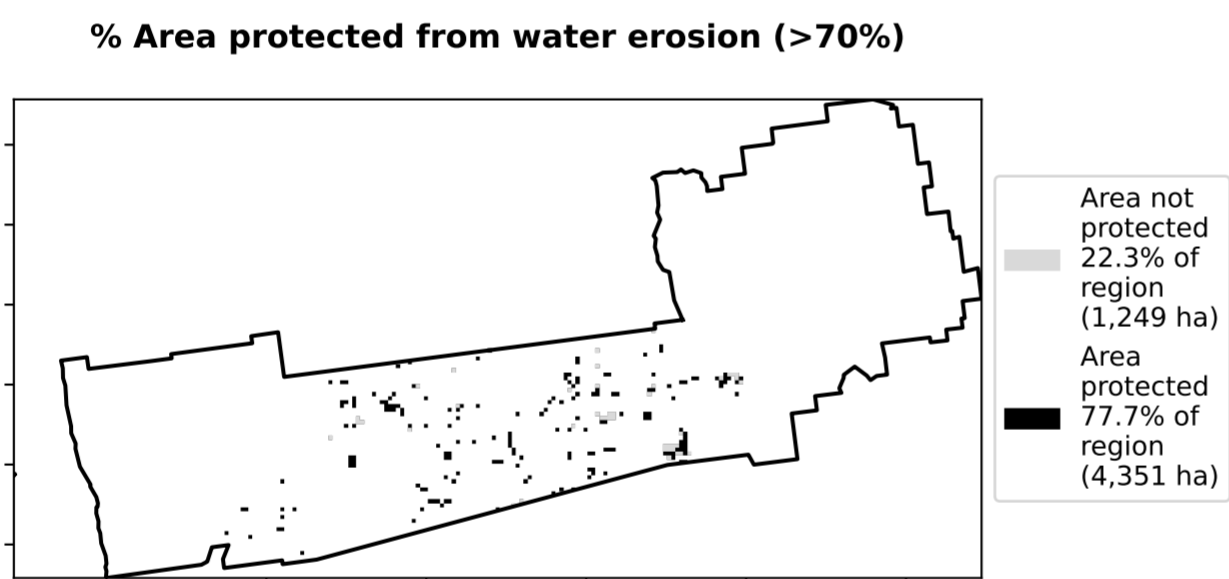 % Area protected from water erosion (>70%)
Area not
protected
22.3% of
region
(1,249 ha)
Area
protected
77.7% of
region
(4,351 ha)